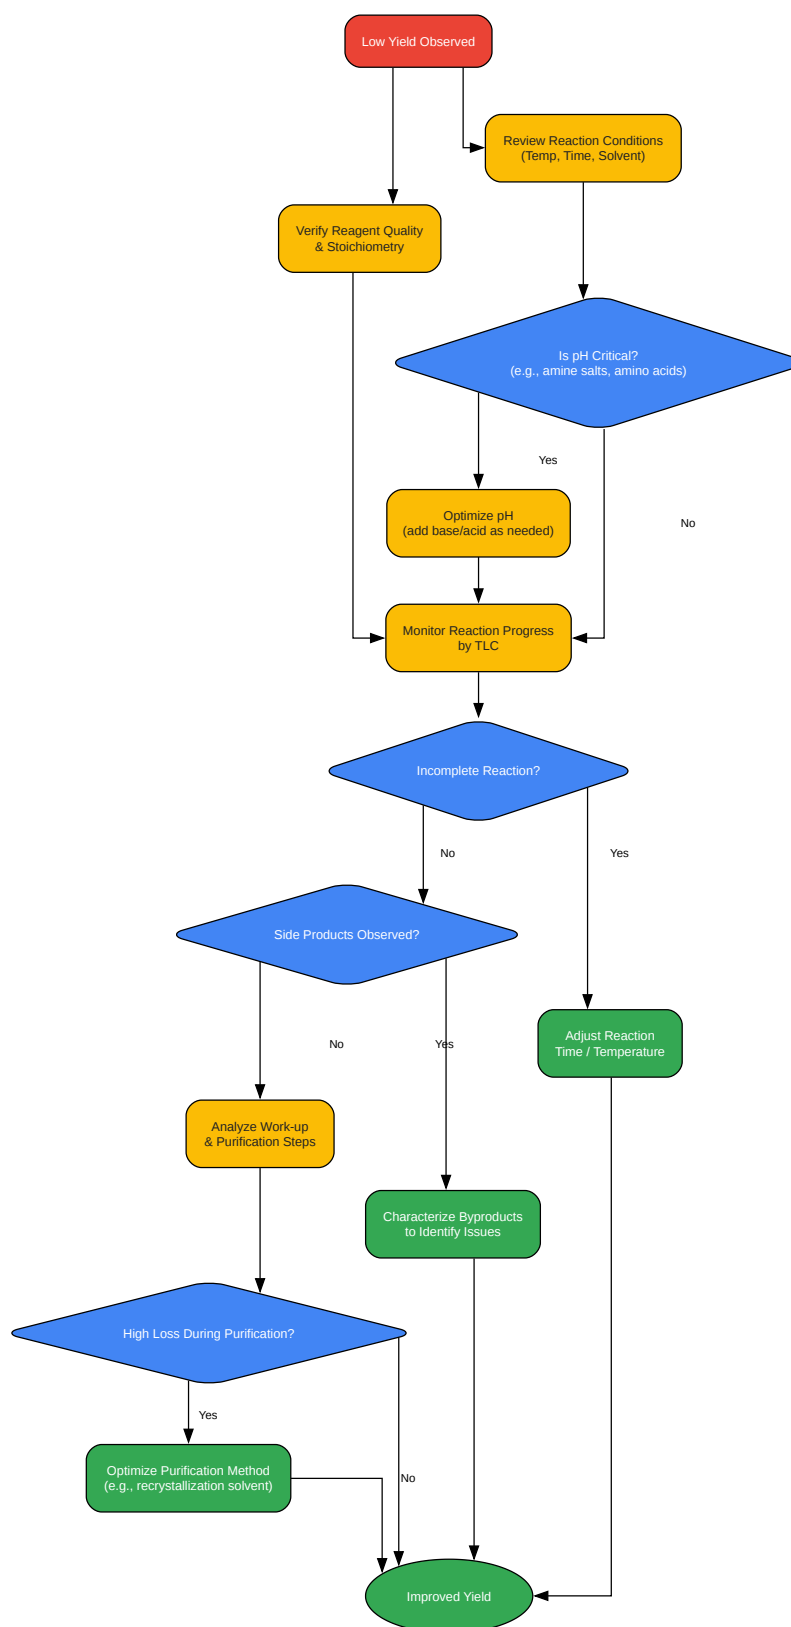 Low Yield Observed
Review Reaction Conditions
(Temp, Time, Solvent)
Verify Reagent Quality
& Stoichiometry
Is pH Critical?
(e.g., amine salts, amino acids)
Yes
No
Optimize pH
(add base/acid as needed)
Monitor Reaction Progress
by TLC
Incomplete Reaction?
No
Yes
Side Products Observed?
No
Yes
Adjust Reaction
Time / Temperature
Analyze Work-up
& Purification Steps
Characterize Byproducts
to Identify Issues
High Loss During Purification?
Yes
No
Optimize Purification Method
(e.g., recrystallization solvent)
Improved Yield